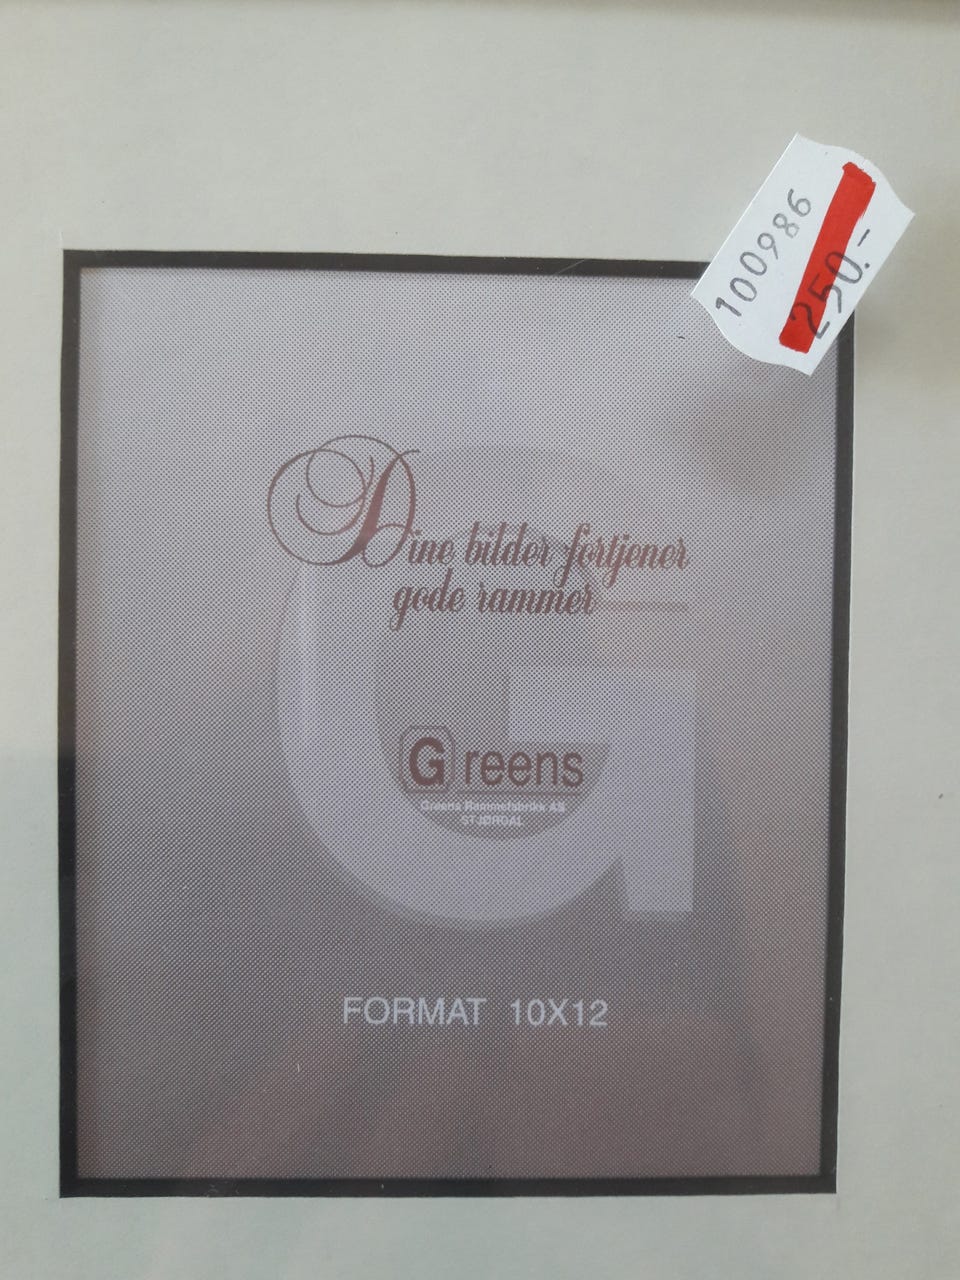 100986
250.-
Dine bilder fortjener
gode rammer
Greens
Greens Rammefabrikk AS
STJØRDAL
FORMAT 10X12